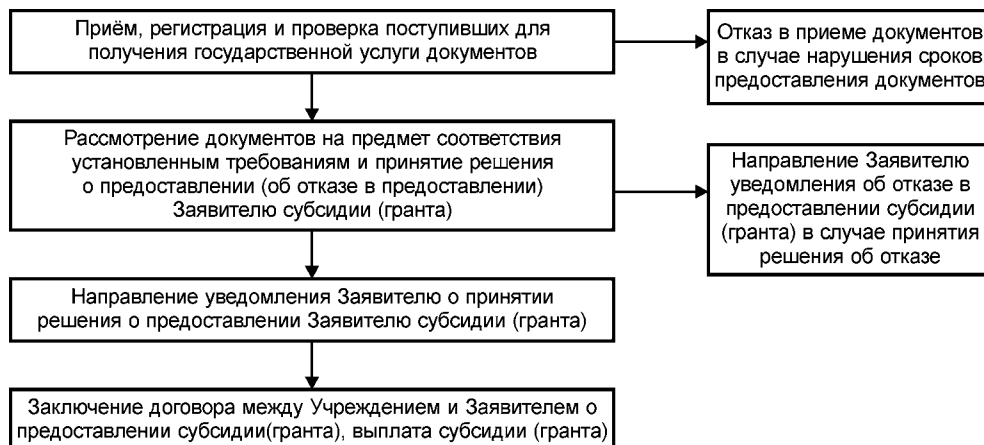 Приём, регистрация и проверка поступивших для
получения государственной услуги документов
Отказ в приеме документов
в случае нарушения сроков
предоставления документов
Рассмотрение документов на предмет соответствия
установленным требованиям и принятие решения
о предоставлении (об отказе в предоставлении)
Заявителю субсидии (гранта)
Направление Заявителю
уведомления об отказе в
предоставлении субсидии
(гранта) в случае принятия
решения об отказе
Направление уведомления Заявителю о принятии
решения о предоставлении Заявителю субсидии (гранта)
Заключение договора между Учреждением и Заявителем о
предоставлении субсидии(гранта), выплата субсидии (гранта)